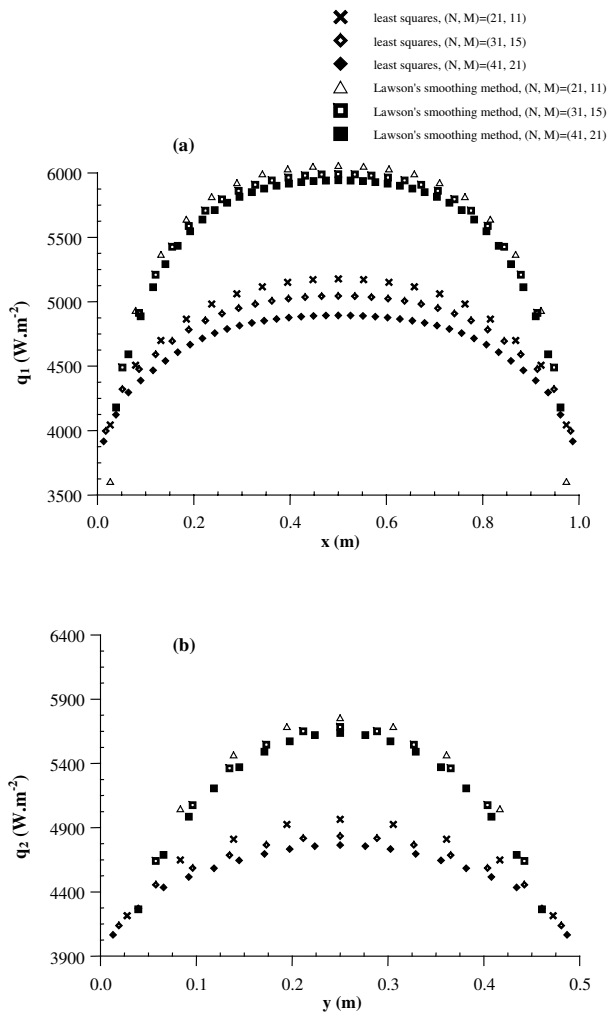 least squares, (N, M)=(21, 11)
least squares, (N, M)=(31, 15)
least squares, (N, M)=(41, 21)
Lawson's smoothing method, (N, M)=(21, 11)
Lawson's smoothing method, (N, M)=(31, 15)
Lawson's smoothing method, (N, M)=(41, 21)
(a)
6000
5500
5000
4500
4000
3500
q1 (W.m-2)
0.0 0.2 0.4 0.6 0.8 1.0
x (m)
(b)
6400
5900
5400
4900
4400
3900
q2 (W.m-2)
0.0 0.1 0.2 0.3 0.4 0.5
y (m)